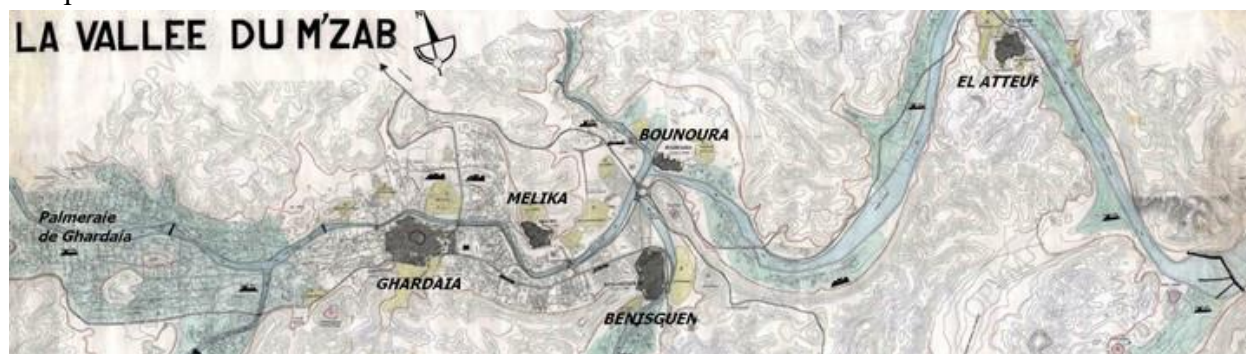 LA VALLEE DU M'ZAB
N
EL ATTEUF
BOUNOURA
MELIKA
Palmeraie
de Ghardaia
GHARDAIA
BENISGUEN